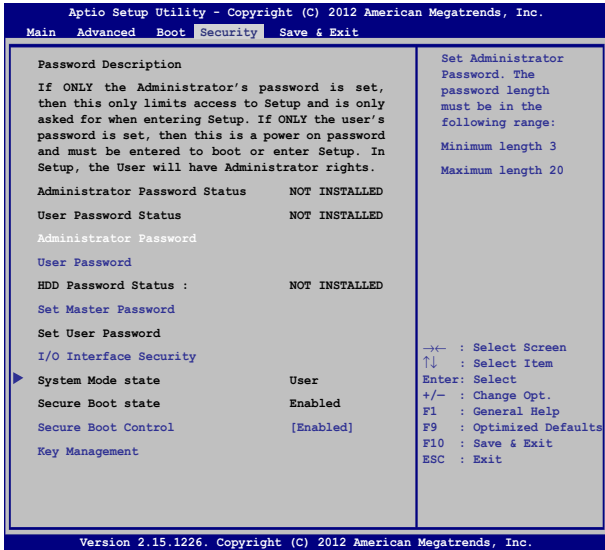 Aptio Setup Utility - Copyright (C) 2012 American Megatrends, Inc.
Main Advanced Boot Security Save & Exit
Password Description
If ONLY the Administrator's password is set,
then this only limits access to Setup and is only
asked for when entering Setup. If ONLY the user's
password is set, then this is a power on password
and must be entered to boot or enter Setup. In
Setup, the User will have Administrator rights.
Administrator Password Status NOT INSTALLED
User Password Status NOT INSTALLED
Administrator Password
User Password
HDD Password Status : NOT INSTALLED
Set Master Password
Set User Password
I/O Interface Security
System Mode state User
Secure Boot state Enabled
Secure Boot Control [Enabled]
Key Management
Set Administrator
Password. The
password length
must be in the
following range:
Minimum length 3
Maximum length 20
→← : Select Screen
↑↓ : Select Item
Enter: Select
+/— : Change Opt.
F1 : General Help
F9 : Optimized Defaults
F10 : Save & Exit
ESC : Exit
Version 2.15.1226. Copyright (C) 2012 American Megatrends, Inc.